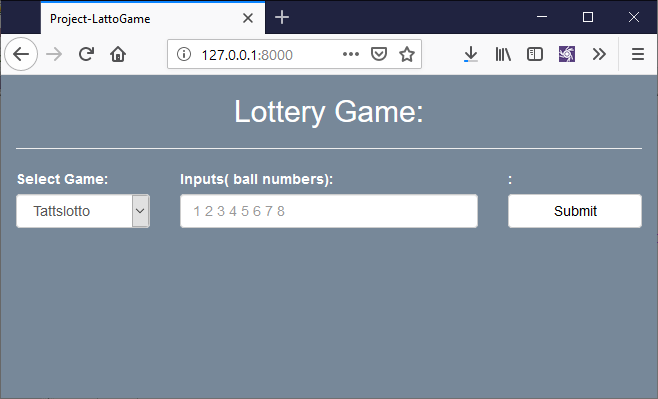 Project-LattoGame
127.0.0.1:8000
Lottery Game:
Select Game:
Inputs( ball numbers):
:
Tattslotto
1 2 3 4 5 6 7 8
Submit